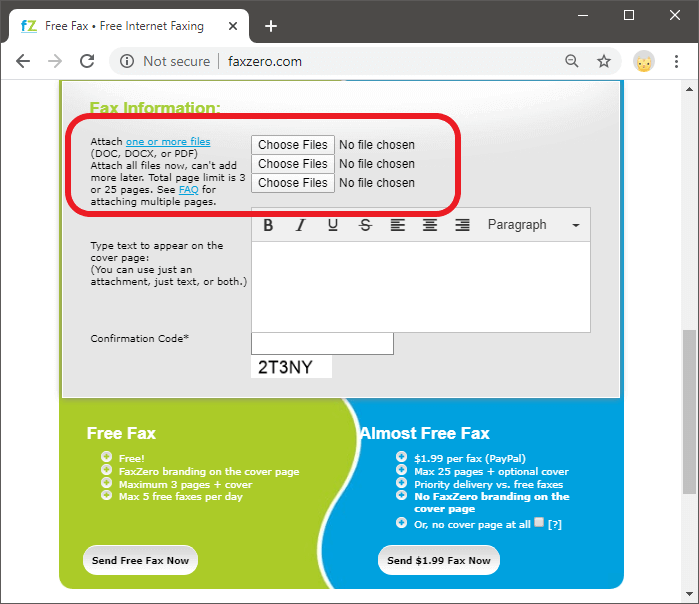 fZ Free Fax • Free Internet Faxing
Not secure | faxzero.com
Fax Information:
Attach one or more files
(DOC, DOCX, or PDF)
Attach all files now, can't add
more later. Total page limit is 3
or 25 pages. See FAQ for
attaching multiple pages.
Choose Files No file chosen
Choose Files No file chosen
Choose Files No file chosen
B I U S Paragraph
Type text to appear on the
cover page:
(You can use just an
attachment, just text, or both.)
Confirmation Code*
2T3NY
Free Fax
Free!
FaxZero branding on the cover page
Maximum 3 pages + cover
Max 5 free faxes per day
Send Free Fax Now
Almost Free Fax
$1.99 per fax (PayPal)
Max 25 pages + optional cover
Priority delivery vs. free faxes
No FaxZero branding on the
cover page
Or, no cover page at all [?]
Send $1.99 Fax Now